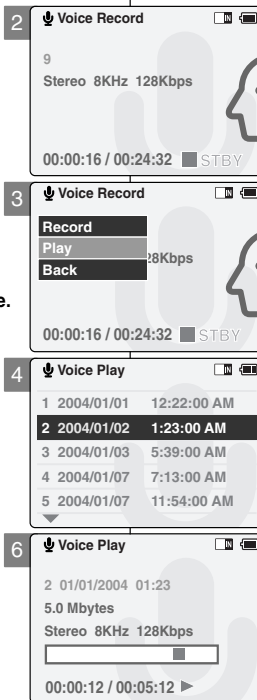 2
Voice Record
IN
9
Stereo 8KHz 128Kbps
00:00:16 / 00:24:32 STBY
3
Voice Record
IN
Record
Play
28Kbps
Back
e.
00:00:16 / 00:24:32 STBY
4
Voice Play
IN
1 2004/01/01 12:22:00 AM
2 2004/01/02 1:23:00 AM
3 2004/01/03 5:39:00 AM
4 2004/01/07 7:13:00 AM
5 2004/01/07 11:54:00 AM
6
Voice Play
IN
2 01/01/2004 01:23
5.0 Mbytes
Stereo 8KHz 128Kbps
00:00:12 / 00:05:12